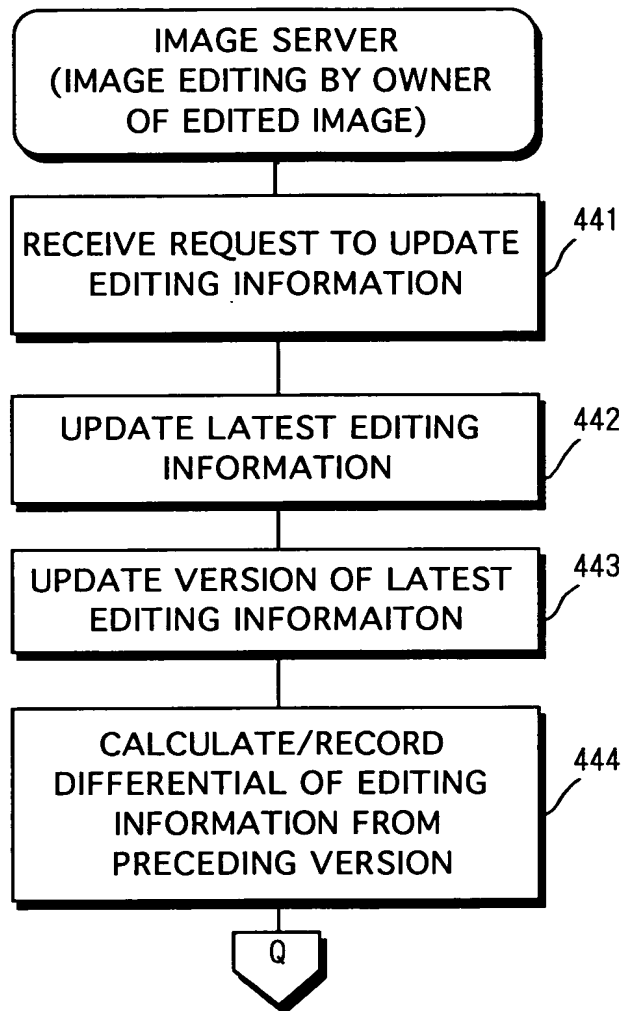 IMAGE SERVER
(IMAGE EDITING BY OWNER
OF EDITED IMAGE)
RECEIVE REQUEST TO UPDATE
EDITING INFORMATION
441
UPDATE LATEST EDITING
INFORMATION
442
UPDATE VERSION OF LATEST
EDITING INFORMAITON
443
CALCULATE/RECORD
DIFFERENTIAL OF EDITING
INFORMATION FROM
PRECEDING VERSION
444
Q